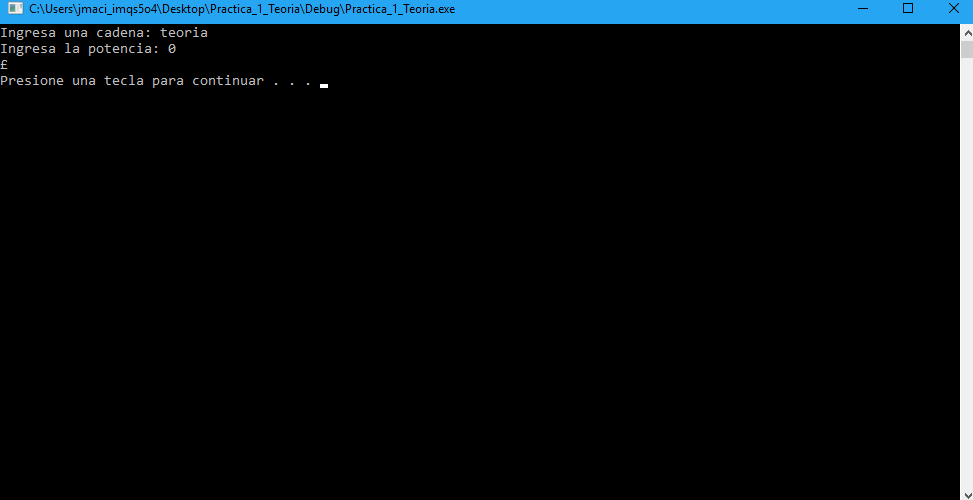 C:\Users\jmaci_imqs5o4\Desktop\Practica_1_Teoria\Debug\Practica_1_Teoria.exe
Ingresa una cadena: teoria
Ingresa la potencia: 0
£
Presione una tecla para continuar . . .